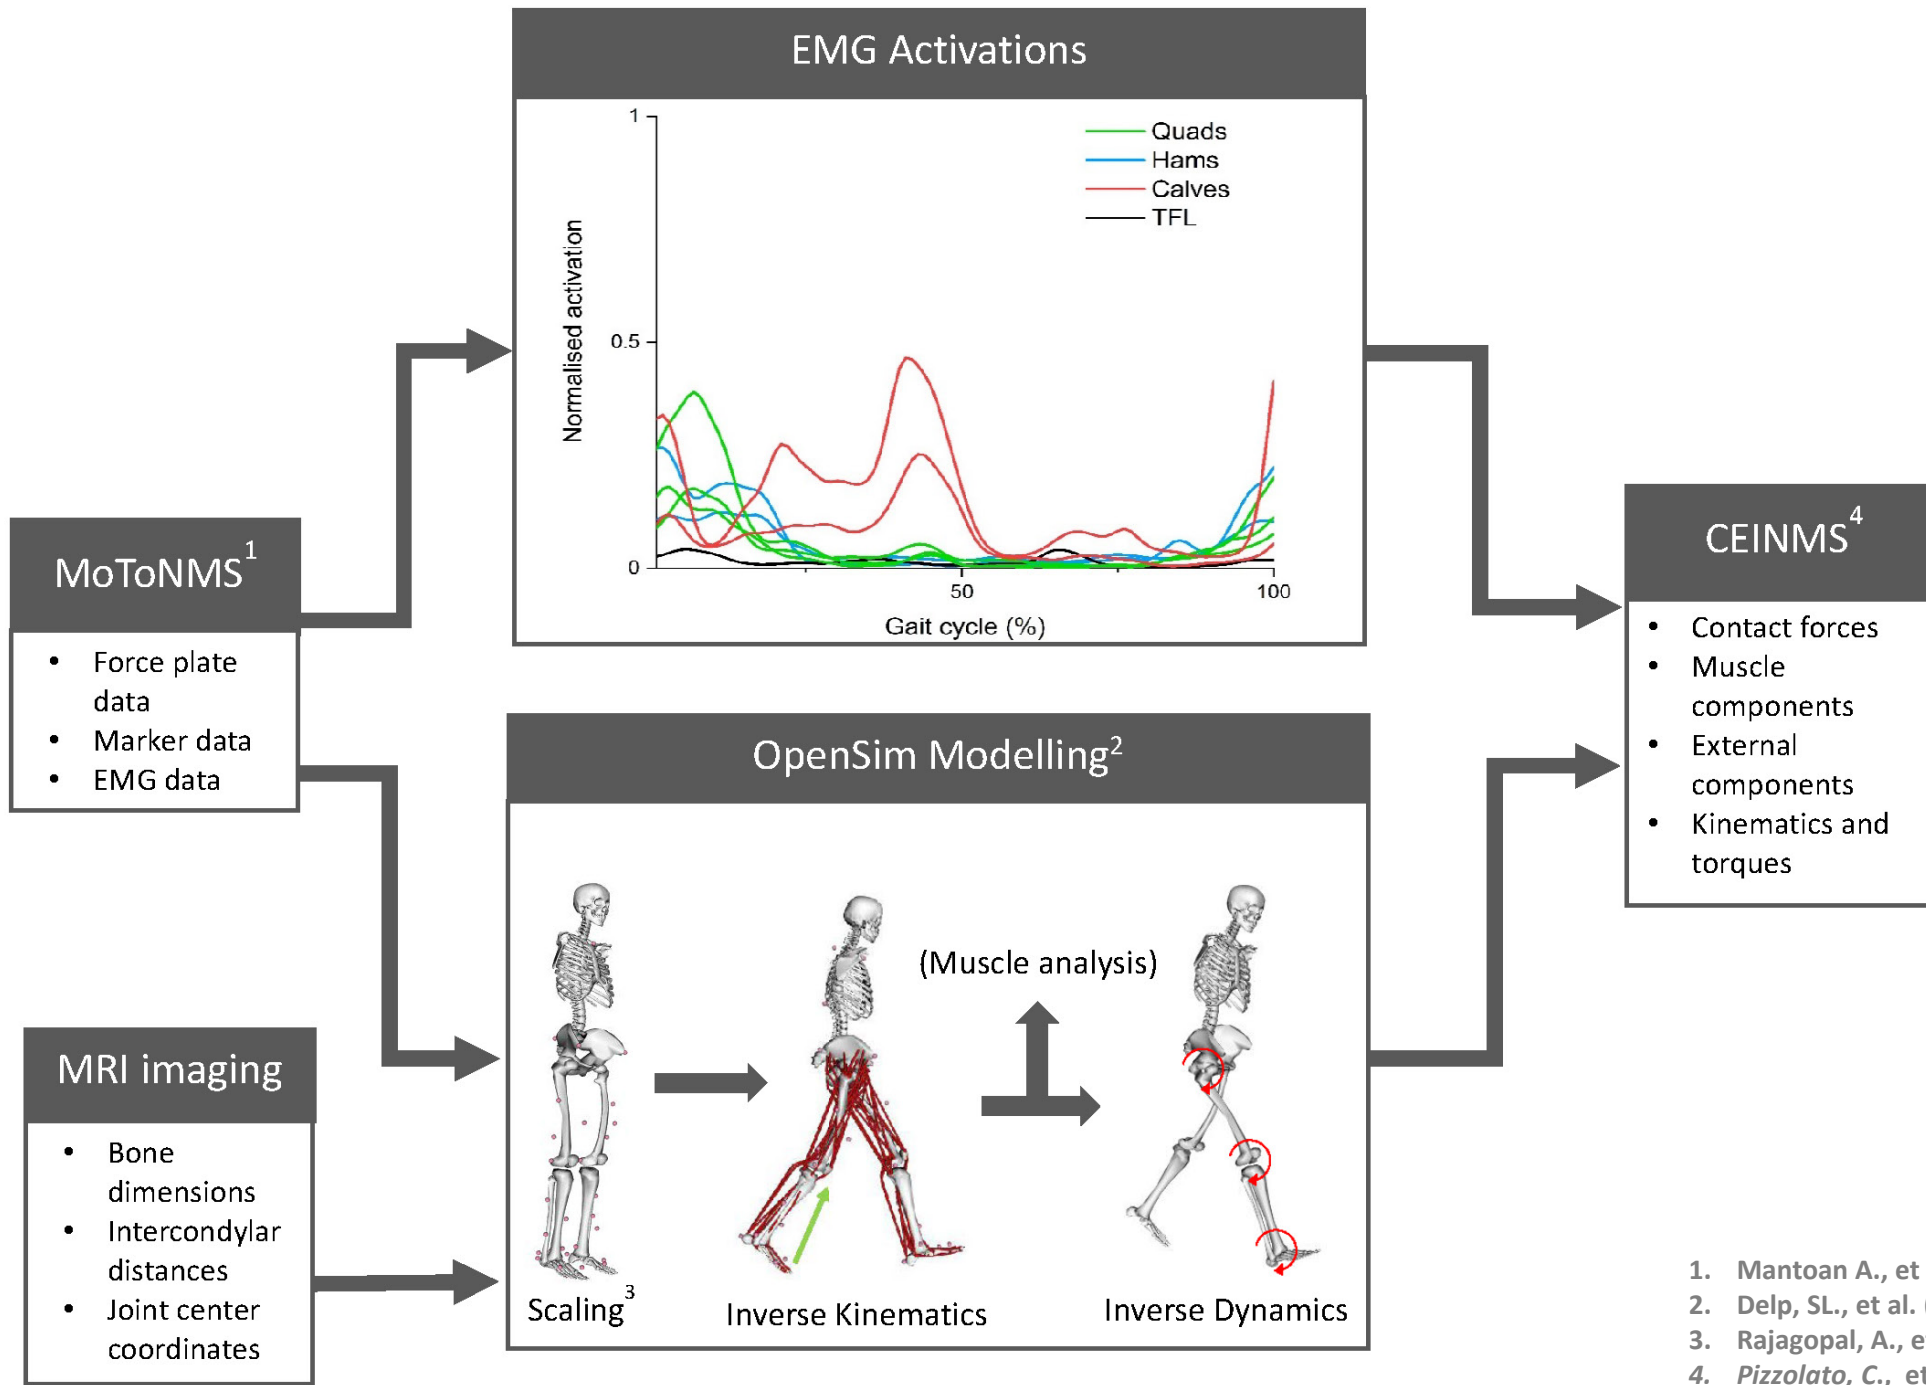 EMG Activations
1
0.5
0
Normalised activation
Quads
Hams
Calves
TFL
50
100
Gait cycle (%)
MoToNMS1
• Force plate
data
• Marker data
• EMG data
MRI imaging
• Bone
dimensions
• Intercondylar
distances
• Joint center
coordinates
OpenSim Modelling2
(Muscle analysis)
Scaling3
Inverse Kinematics
Inverse Dynamics
CEINMS4
• Contact forces
• Muscle
components
• External
components
• Kinematics and
torques
1. Mantoan A., et
2. Delp, SL., et al.
3. Rajagopal, A.,
4. Pizzolato, C., et